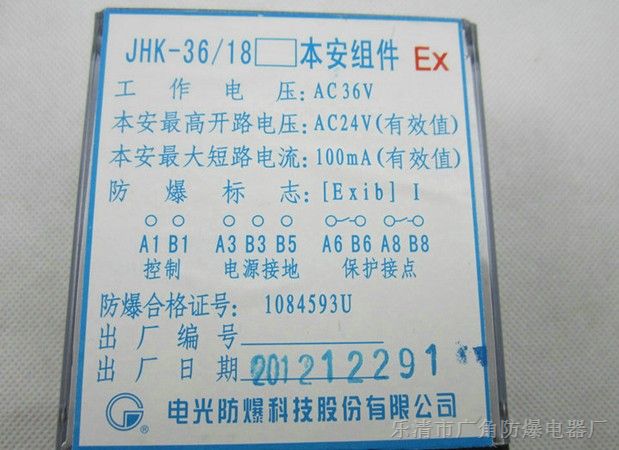 JHK-36/18□本安组件 Ex
工作电压: AC36V
本安最高开路电压: AC24V(有效值)
本安最大短路电流: 100mA(有效值)
防爆标志: [Exib] I
A1 B1 A3 B3 B5 A6 B6 A8 B8
控制 电源接地 保护接点
防爆合格证号: 1084593U
出厂编号
出厂日期 201212291
电光防爆科技股份有限公司
®
乐清市广角防爆电器厂